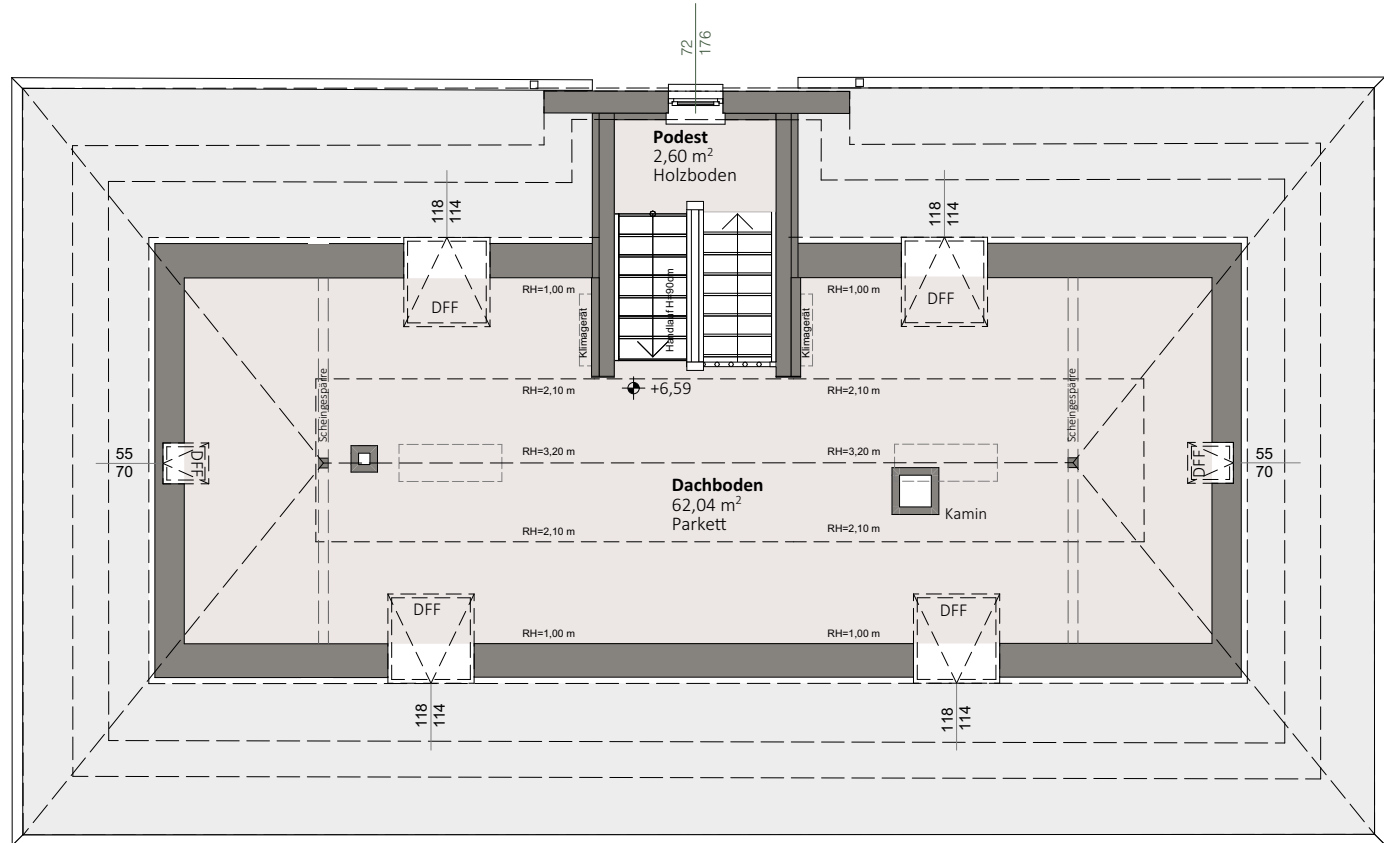 72
176
Podest
2,60 m²
Holzboden
118
114
118
114
DFF
DFF
RH=1,00 m
RH=1,00 m
Klimagerät
Handlauf H=90cm
Klimagerät
+6,59
RH=2,10 m
RH=2,10 m
Scheingespärre
Scheingespärre
55
70
DFF
RH=3,20 m
RH=3,20 m
DFF
55
70
Dachboden
62,04 m²
Parkett
Kamin
RH=2,10 m
RH=2,10 m
DFF
DFF
RH=1,00 m
RH=1,00 m
118
114
118
114